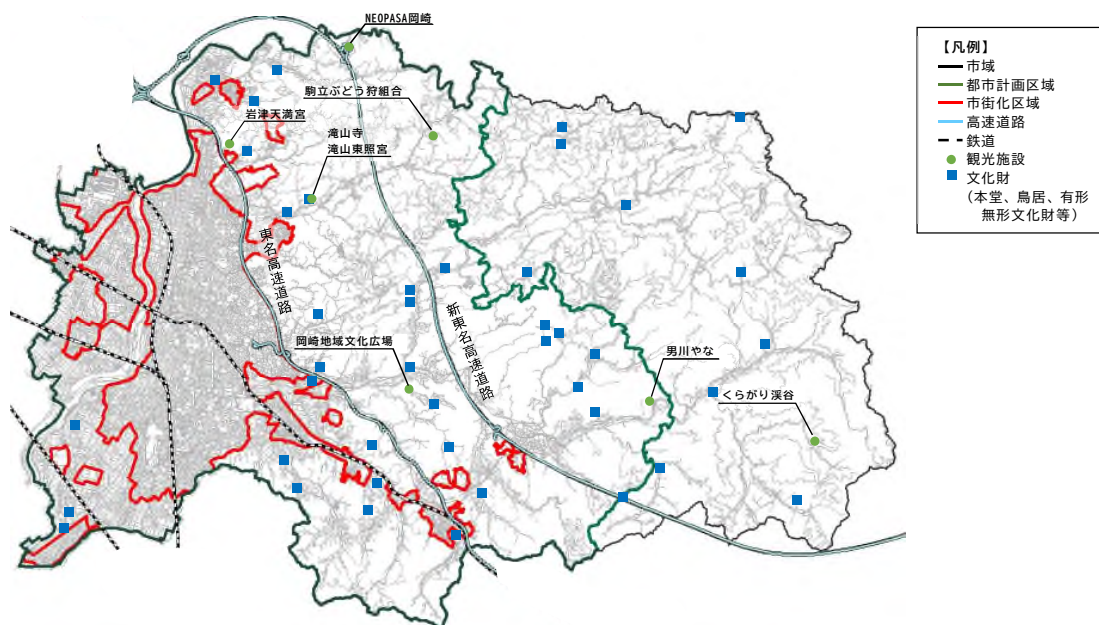 NEOPASA岡崎
駒立ぶどう狩組合
岩津天満宮
滝山寺
滝山東照宮
東名高速道路
新東名高速道路
岡崎地域文化広場
男川やな
くらがり渓谷
【凡例】
市域
都市計画区域
市街化区域
高速道路
鉄道
観光施設
文化財
(本堂、鳥居、有形
無形文化財等)